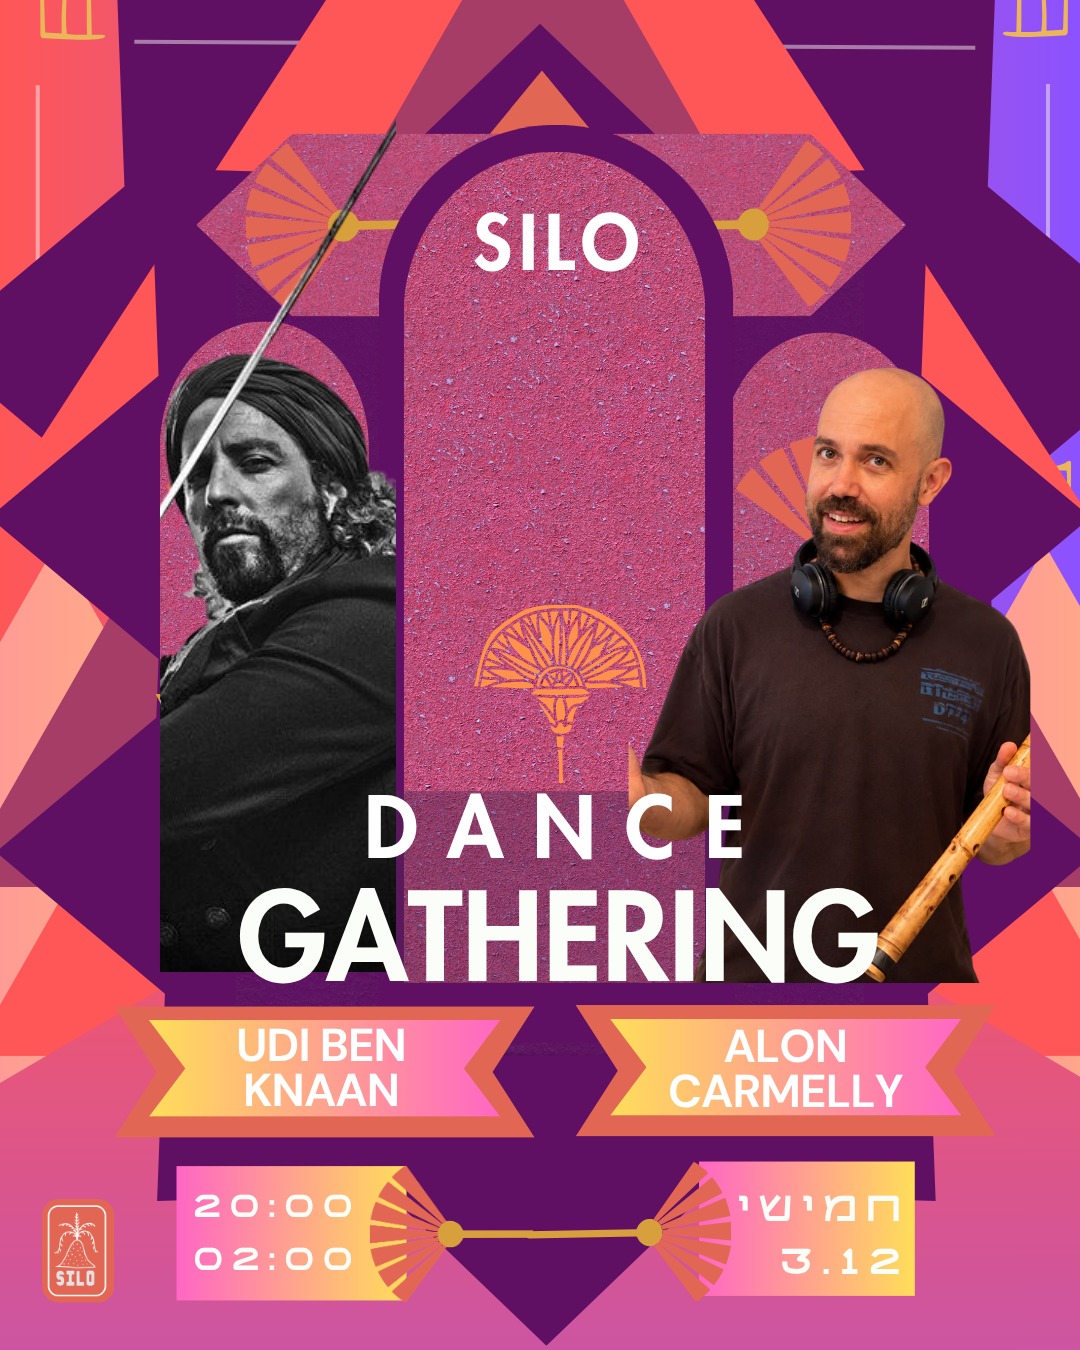 SILO
DANCE
GATHERING
UDI BEN
KNAAN
ALON
CARMELLY
20:00
02:00
חמישי
3.12
SILO